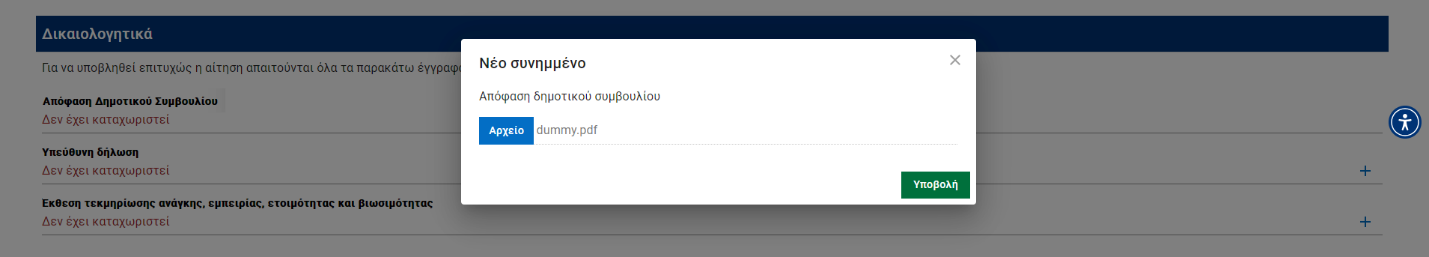 Δικαιολογητικά
Για να υποβληθεί επιτυχώς η αίτηση απαιτούνται όλα τα παρακάτω
Απόφαση Δημοτικού Συμβουλίου
Δεν έχει καταχωριστεί
Υπεύθυνη δήλωση
Δεν έχει καταχωριστεί
Έκθεση τεκμηρίωσης ανάγκης, εμπειρίας, ετοιμότητας και βιωσιμότητας
Δεν έχει καταχωριστεί
Νέο συνημμένο
Απόφαση δημοτικού συμβουλίου
Αρχείο dummy.pdf
Υποβολή